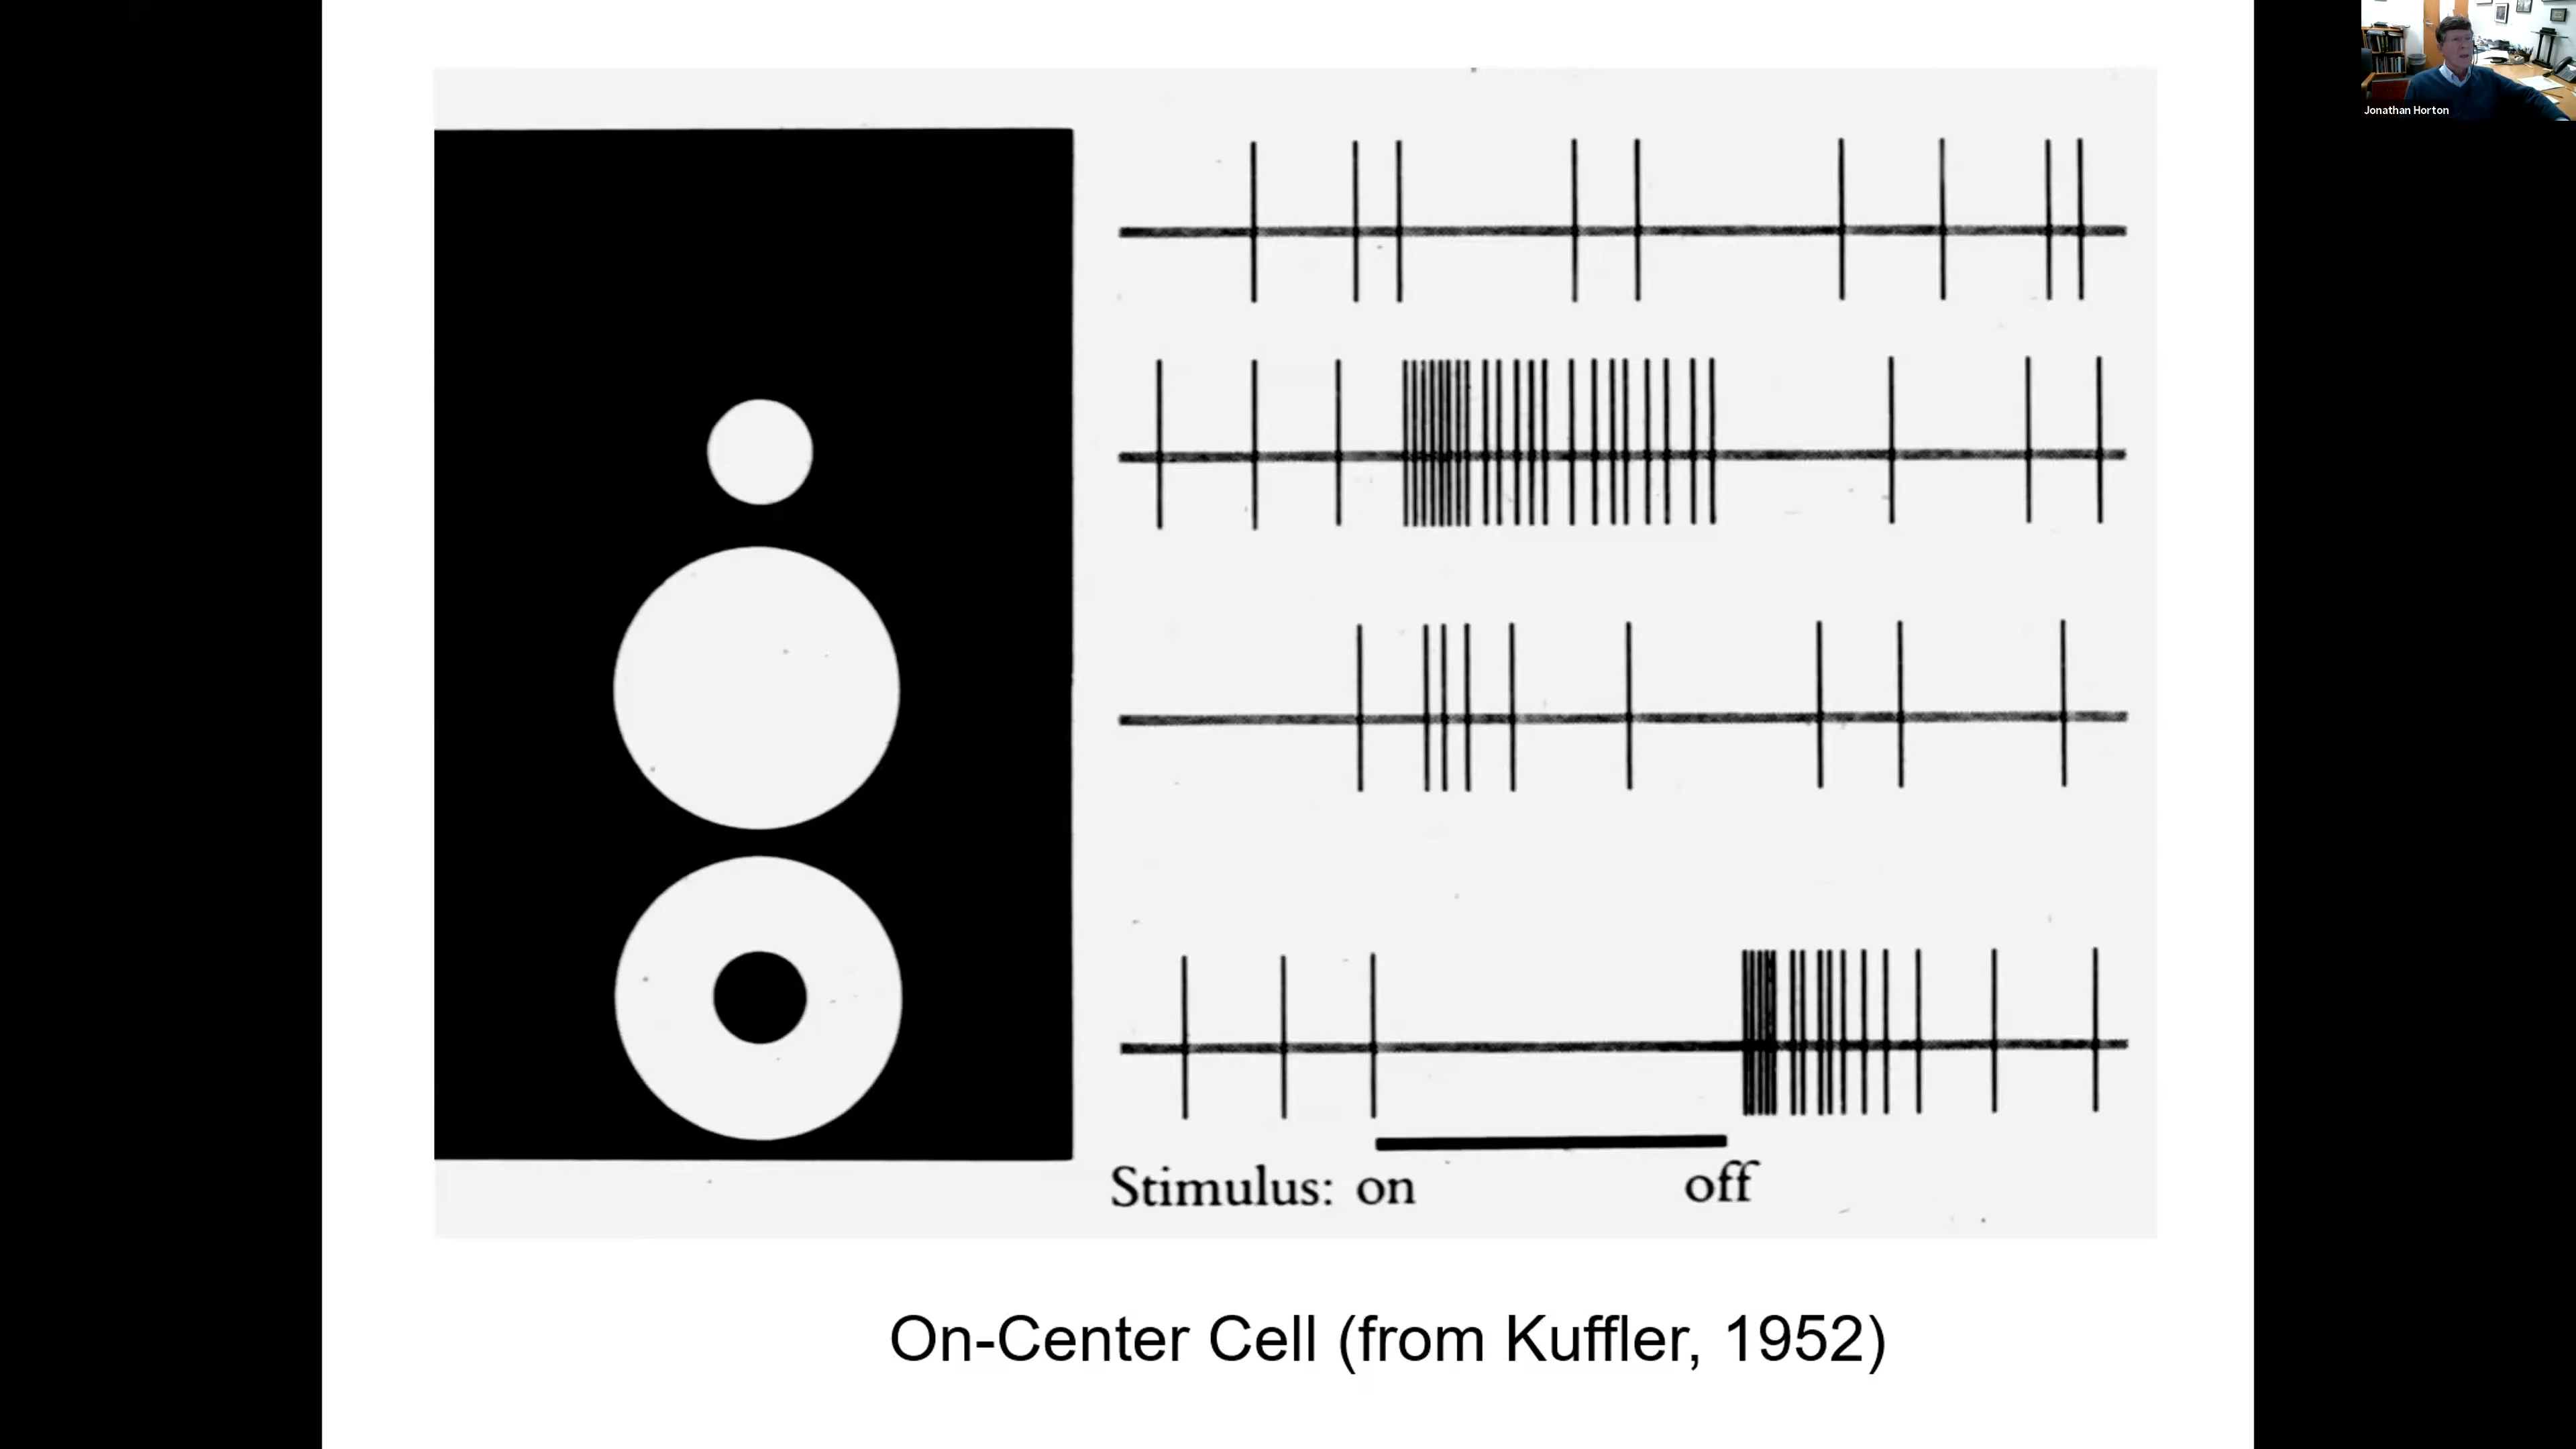 Jonathan Horton
Stimulus: on off
On-Center Cell (from Kuffler, 1952)